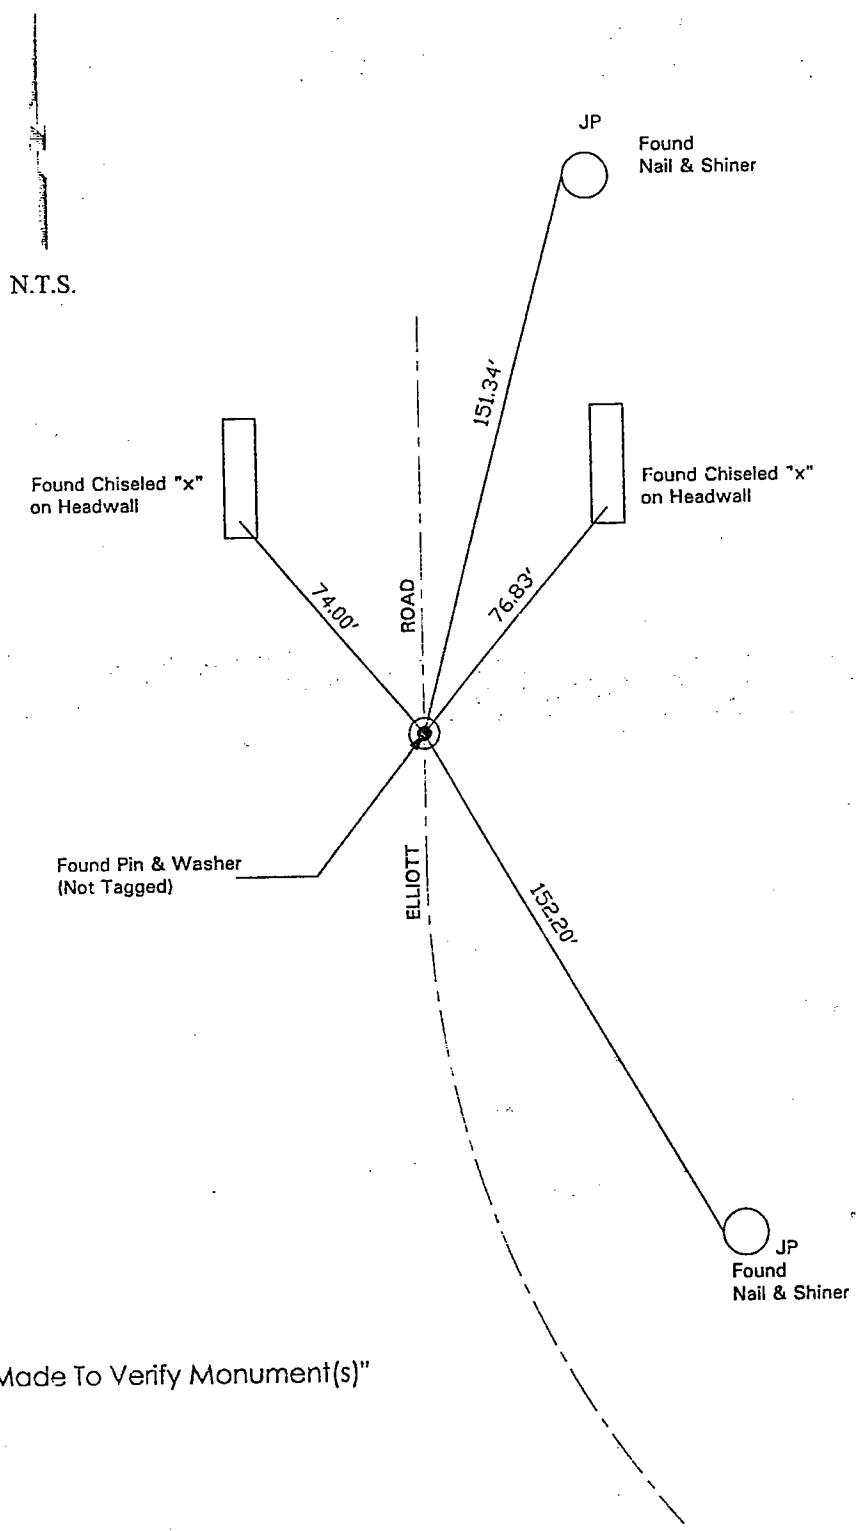 JP
Found
Nail & Shiner
N.T.S.
151.34'
Found Chiseled "x"
on Headwall
Found Chiseled "x"
on Headwall
ROAD
74.00'
76.83'
Found Pin & Washer
(Not Tagged)
ELLIOTT
152.20'
JP
Found
Nail & Shiner
Made To Verify Monument(s)"